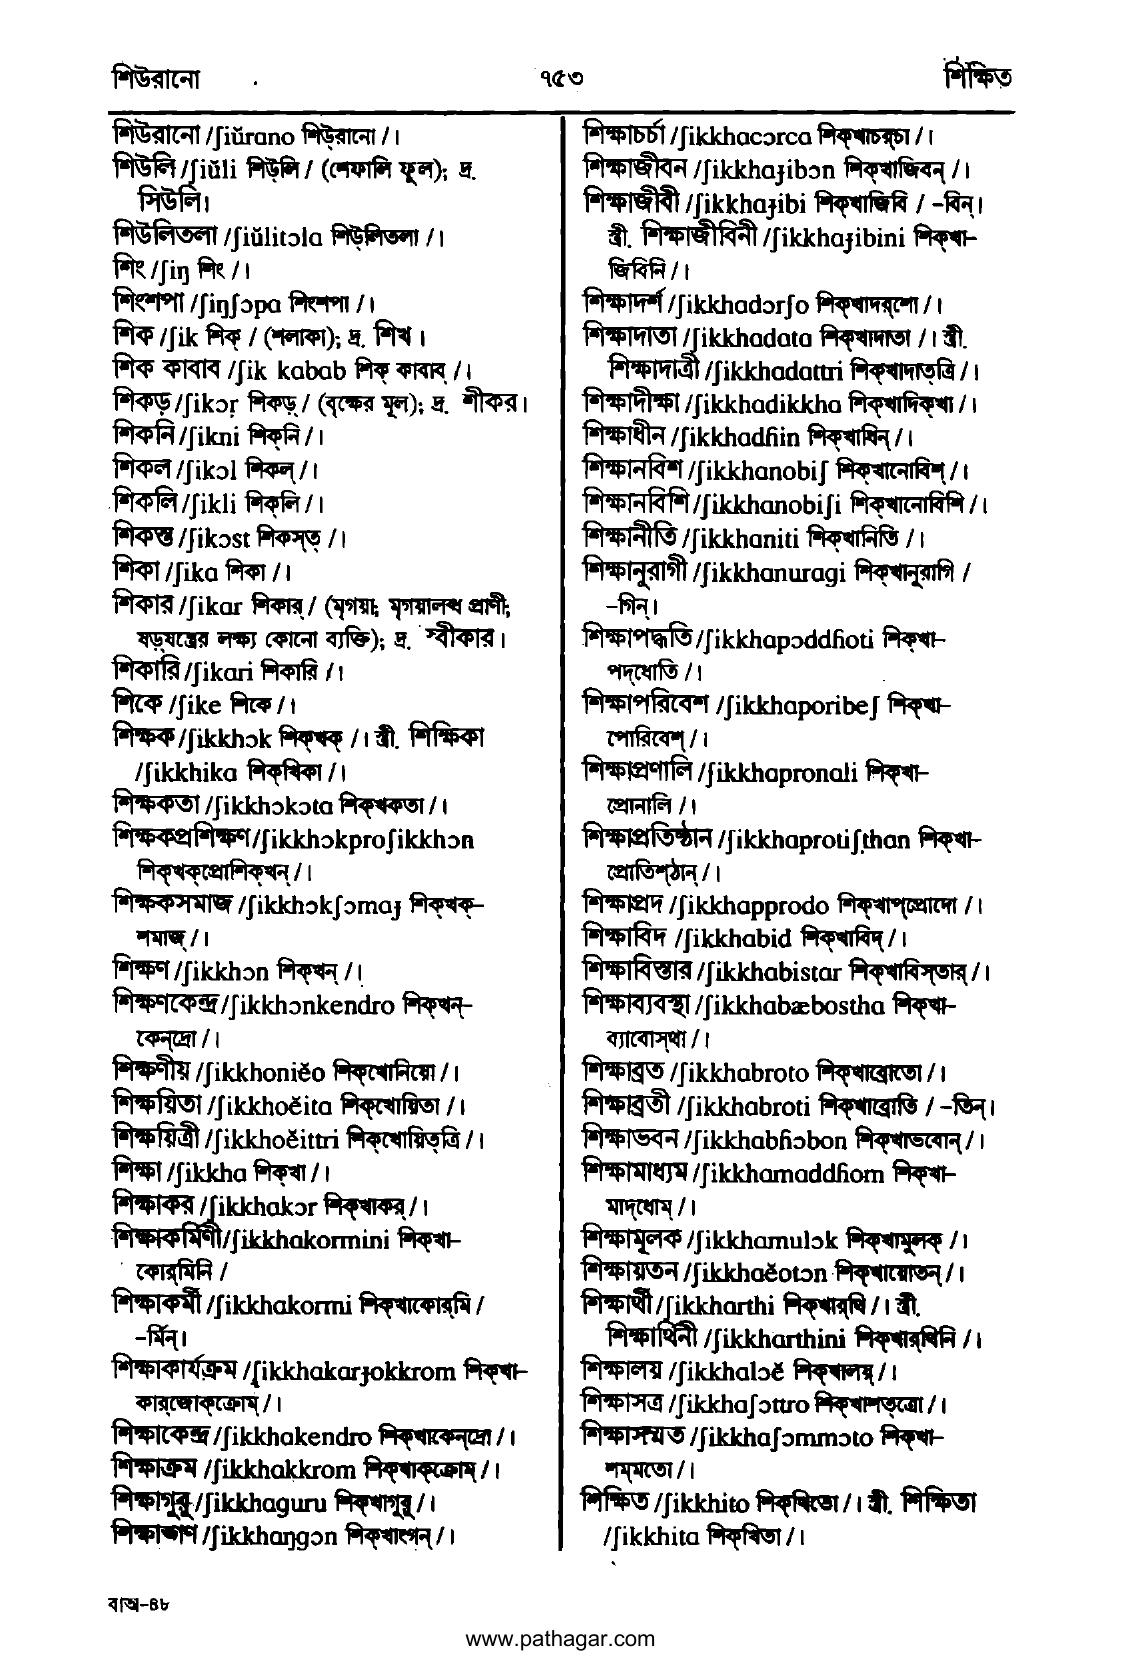 শিউরানো ৭৫৩ শিক্ষিত
শিউরানো /ʃiŭrano শিউ্‌রানো /।
শিউলি /ʃiŭli শিউ্‌লি / (শেফালি ফুল); দ্র.
সিউলি।
শিউলিতলা /ʃiŭlitɔla শিউ্‌লিতলা /।
শিং /ʃiŋ শিং /।
শিংশপা /ʃiŋʃɔpa শিংশপা /।
শিক /ʃik শিক্‌ / (শলাকা); দ্র. শিখ।
শিক কাবাব /ʃik kabab শিক্‌ কাবাব্‌ /।
শিকড় /ʃikɔɽ শিকড়্‌ / (বৃক্ষের মূল); দ্র. শীকর।
শিকনি /ʃikni শিক্‌নি /।
শিকল /ʃikɔl শিকল্‌ /।
শিকলি /ʃikli শিক্‌লি /।
শিকস্ত /ʃikɔst শিকস্‌ত্‌ /।
শিকা /ʃika শিকা /।
শিকার /ʃikar শিকার্‌ / (মৃগয়া; মৃগয়ালব্ধ প্রাণী;
ষড়্‌যন্ত্রের লক্ষ্য কোনো ব্যক্তি); দ্র. স্বীকার।
শিকারি /ʃikari শিকারি /।
শিকে /ʃike শিকে /।
শিক্ষক /ʃikkhɔk শিক্‌খক্‌ /। স্ত্রী. শিক্ষিকা
/ʃikkhika শিক্‌খিকা /।
শিক্ষকতা /ʃikkhɔkɔta শিক্‌খকতা /।
শিক্ষকপ্রশিক্ষণ /ʃikkhɔkproʃikkhɔn
শিক্‌খক্‌প্রোশিক্‌খন্‌ /।
শিক্ষকসমাজ /ʃikkhɔkʃɔmaɟ শিক্‌খক্‌-
শমাজ্‌ /।
শিক্ষণ /ʃikkhɔn শিক্‌খন্‌ /।
শিক্ষণকেন্দ্র /ʃikkhɔnkendro শিক্‌খন্‌-
কেন্‌দ্রো /।
শিক্ষণীয় /ʃikkhoniĕo শিক্‌খোনিয়ো /।
শিক্ষয়িতা /ʃikkhoĕita শিক্‌খোয়িতা /।
শিক্ষয়িত্রী /ʃikkhoĕittri শিক্‌খোয়িত্‌ত্রি /।
শিক্ষা /ʃikkha শিক্‌খা /।
শিক্ষাকর /ʃikkhakɔr শিক্‌খাকর্‌ /।
শিক্ষাকর্মিণী /ʃikkhakormini শিক্‌খা-
কোর্‌মিনি /
শিক্ষাকর্মী /ʃikkhakormi শিক্‌খাকোর্‌মি /
-র্মিন্‌।
শিক্ষাকার্যক্রম /ʃikkhakarɟokkrom শিক্‌খা-
কার্‌জোক্‌ক্রোম্‌ /।
শিক্ষাকেন্দ্র /ʃikkhakendro শিক্‌খাকেন্‌দ্রো /।
শিক্ষাক্রম /ʃikkhakkrom শিক্‌খাক্‌ক্রোম্‌ /।
শিক্ষাগুরু /ʃikkhaguru শিক্‌খাগুরু /।
শিক্ষাঙ্গণ /ʃikkhaŋgɔn শিক্‌খাংগন্‌ /।
শিক্ষাচর্চা /ʃikkhacɔrca শিক্‌খাচর্‌চা /।
শিক্ষাজীবন /ʃikkhaɟibɔn শিক্‌খাজিবন্‌ /।
শিক্ষাজীবী /ʃikkhaɟibi শিক্‌খাজিবি / -বিন্‌।
স্ত্রী. শিক্ষাজীবিনী /ʃikkhaɟibini শিক্‌খা-
জিবিনি /।
শিক্ষাদর্শ /ʃikkhadɔrʃo শিক্‌খাদর্‌শো /।
শিক্ষাদাতা /ʃikkhadata শিক্‌খাদাতা /। স্ত্রী.
শিক্ষাদাত্রী /ʃikkhadattri শিক্‌খাদাত্‌ত্রি /।
শিক্ষাদীক্ষা /ʃikkhadikkha শিক্‌খাদিক্‌খা /।
শিক্ষাধীন /ʃikkhadɦin শিক্‌খাধিন্‌ /।
শিক্ষানবিশ /ʃikkhanobiʃ শিক্‌খানোবিশ্‌ /।
শিক্ষানবিশি /ʃikkhanobiʃi শিক্‌খানোবিশি /।
শিক্ষানীতি /ʃikkhaniti শিক্‌খানিতি /।
শিক্ষানুরাগী /ʃikkhanuragi শিক্‌খানুরাগি /
-গিন্‌।
শিক্ষাপদ্ধতি /ʃikkhapɔddɦoti শিক্‌খা-
পদ্‌ধোতি /।
শিক্ষাপরিবেশ /ʃikkhaporibeʃ শিক্‌খা-
পোরিবেশ্‌ /।
শিক্ষাপ্রণালি /ʃikkhapronali শিক্‌খা-
প্রোনালি /।
শিক্ষাপ্রতিষ্ঠান /ʃikkhaprotiʃʈhan শিক্‌খা-
প্রোতিশ্‌ঠান্‌ /।
শিক্ষাপ্রদ /ʃikkhapprodo শিক্‌খাপ্‌প্রোদো /।
শিক্ষাবিদ /ʃikkhabid শিক্‌খাবিদ্‌ /।
শিক্ষাবিস্তার /ʃikkhabistar শিক্‌খাবিস্‌তার্‌ /।
শিক্ষাব্যবস্থা /ʃikkhabæbostha শিক্‌খা-
ব্যাবোস্‌থা /।
শিক্ষাব্রত /ʃikkhabroto শিক্‌খাব্রোতো /।
শিক্ষাব্রতী /ʃikkhabroti শিক্‌খাব্রোতি / -তিন্‌।
শিক্ষাভবন /ʃikkhabɦɔbon শিক্‌খাভবোন্‌ /।
শিক্ষামাধ্যম /ʃikkhamaddɦom শিক্‌খা-
মাদ্‌ধোম্‌ /।
শিক্ষামূলক /ʃikkhamulɔk শিক্‌খামুলক্‌ /।
শিক্ষায়তন /ʃikkhaĕotɔn শিক্‌খায়োতন্‌ /।
শিক্ষার্থী /ʃikkharthi শিক্‌খার্‌থি /। স্ত্রী.
শিক্ষার্থিনী /ʃikkharthini শিক্‌খার্‌থিনি /।
শিক্ষালয় /ʃikkhalɔĕ শিক্‌খালয়্‌ /।
শিক্ষাসত্র /ʃikkhaʃɔttro শিক্‌খাশত্‌ত্রো /।
শিক্ষাসম্মত /ʃikkhaʃɔmmɔto শিক্‌খা-
শম্‌মতো /।
শিক্ষিত /ʃikkhito শিক্‌খিতো /। স্ত্রী. শিক্ষিতা
/ʃikkhita শিক্‌খিতা /।
বাঅ-৪৮
www.pathagar.com